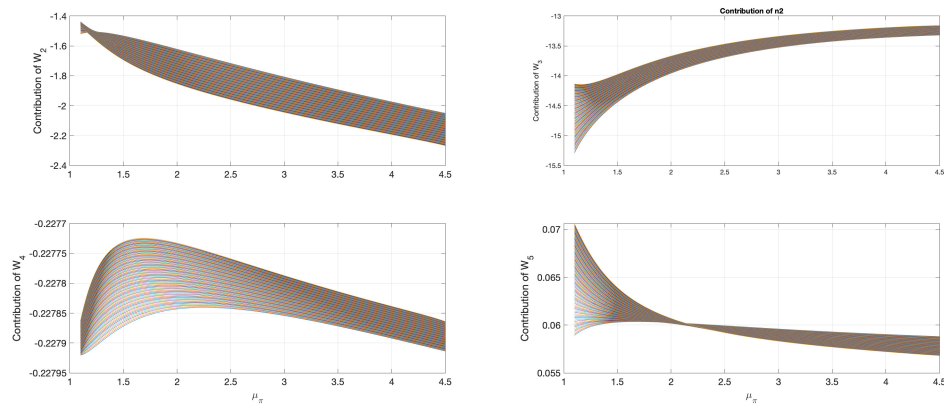 Contribution of n2
-1.4
-1.6
-1.8
-2
-2.2
-2.4
Contribution of W2
1 1.5 2 2.5 3 3.5 4 4.5
-13
-13.5
-14
-14.5
-15
-15.5
Contribution of W3
1 1.5 2 2.5 3 3.5 4 4.5
-0.2277
-0.22775
-0.2278
-0.22785
-0.2279
-0.22795
Contribution of W4
1 1.5 2 2.5 3 3.5 4 4.5
μπ
0.07
0.065
0.06
0.055
Contribution of W5
1 1.5 2 2.5 3 3.5 4 4.5
μπ